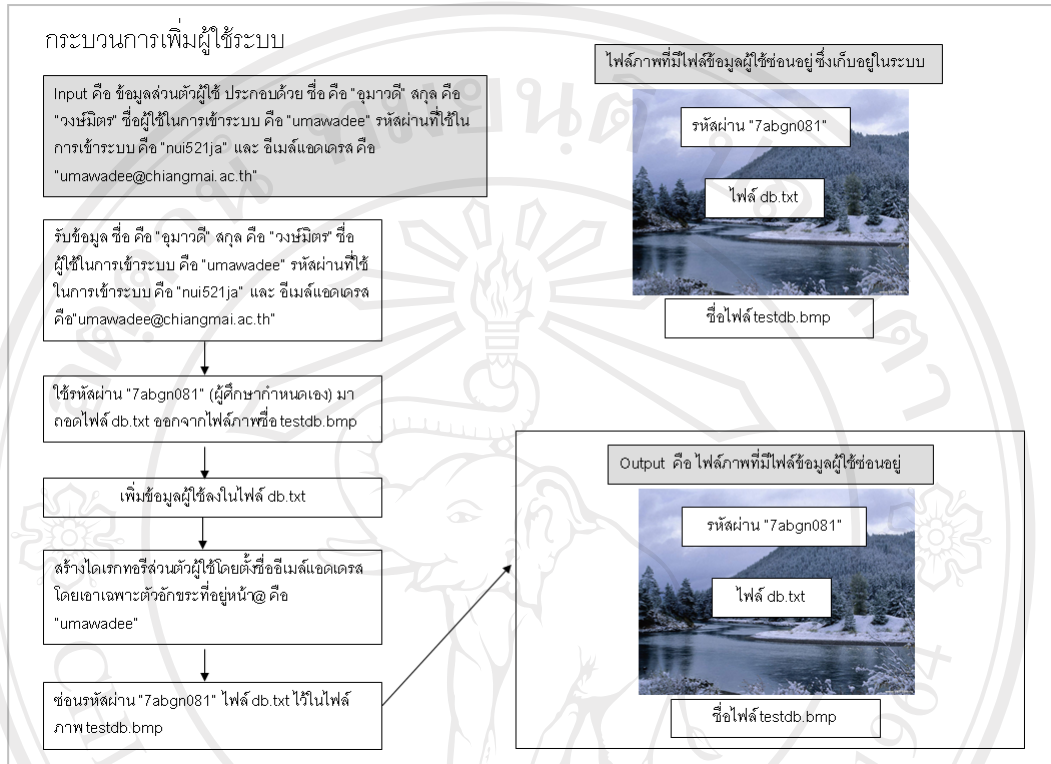 กระบวนการเพิ่มผู้ใช้ระบบ
Input คือ ข้อมูลส่วนตัวผู้ใช้ ประกอบด้วย ชื่อ คือ "อุมาวดี" สกุล คือ
"วงษ์มิตร" ชื่อผู้ใช้ในการเข้าระบบ คือ "umawadee" รหัสผ่านที่ใช้ใน
การเข้าระบบ คือ "nui521ja" และ อีเมล์แอดเดรส คือ
"umawadee@chiangmai.ac.th"
รับข้อมูล ชื่อ คือ "อุมาวดี" สกุล คือ "วงษ์มิตร" ชื่อ
ผู้ใช้ในการเข้าระบบ คือ "umawadee" รหัสผ่านที่ใช้
ในการเข้าระบบ คือ "nui521ja" และ อีเมล์แอดเดรส
คือ"umawadee@chiangmai.ac.th"
ใช้รหัสผ่าน "7abgn081" (ผู้ศึกษากำหนดเอง) มา
ถอดไฟล์ db.txt ออกจากไฟล์ภาพชื่อ testdb.bmp
เพิ่มข้อมูลผู้ใช้ลงในไฟล์ db.txt
สร้างไดเรกทอรีส่วนตัวผู้ใช้โดยตั้งชื่ออีเมล์แอดเดรส
โดยเอาเฉพาะตัวอักขระที่อยู่หน้า@ คือ
"umawadee"
ซ่อนรหัสผ่าน "7abgn081" ไฟล์ db.txt ไว้ในไฟล์
ภาพ testdb.bmp
ไฟล์ภาพที่มีไฟล์ข้อมูลผู้ใช้ซ่อนอยู่ ซึ่งเก็บอยู่ในระบบ
รหัสผ่าน "7abgn081"
ไฟล์ db.txt
ชื่อไฟล์ testdb.bmp
Output คือ ไฟล์ภาพที่มีไฟล์ข้อมูลผู้ใช้ซ่อนอยู่
รหัสผ่าน "7abgn081"
ไฟล์ db.txt
ชื่อไฟล์ testdb.bmp